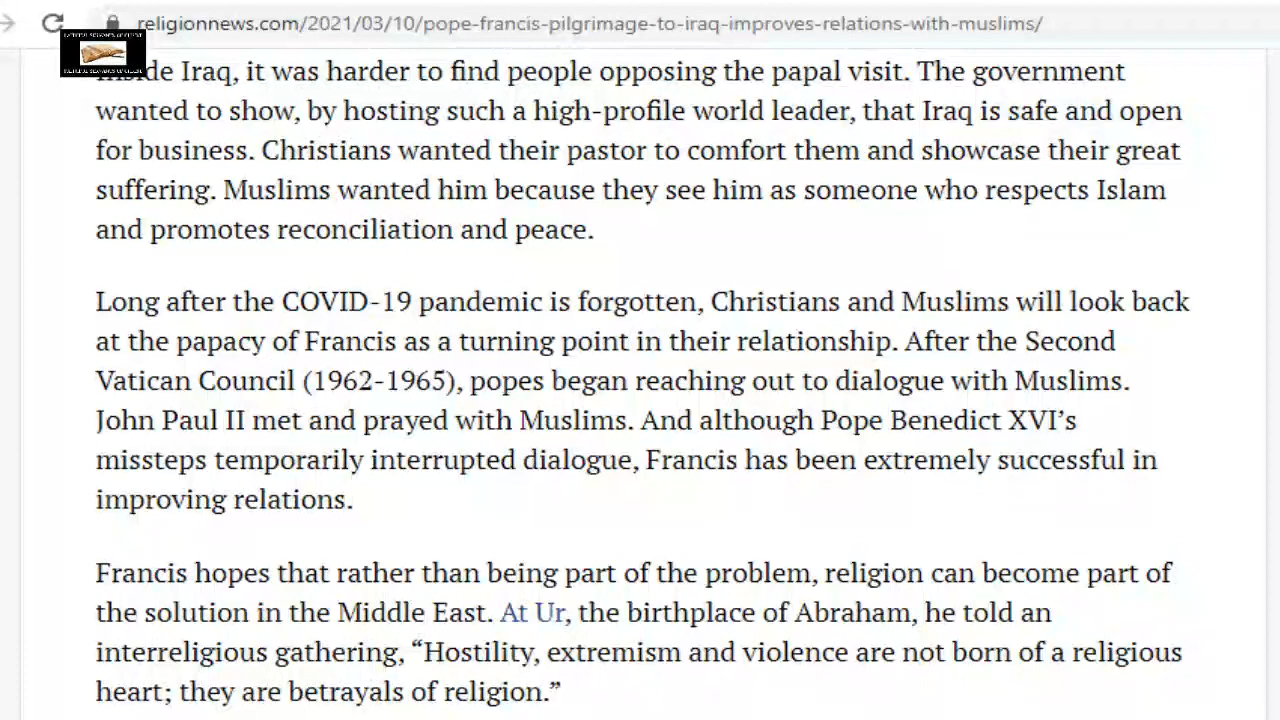 religionnews.com/2021/03/10/pope-francis-pilgrimage-to-iraq-improves-relations-with-muslims/
Iraq, it was harder to find people opposing the papal visit. The government
wanted to show, by hosting such a high-profile world leader, that Iraq is safe and open
for business. Christians wanted their pastor to comfort them and showcase their great
suffering. Muslims wanted him because they see him as someone who respects Islam
and promotes reconciliation and peace.
Long after the COVID-19 pandemic is forgotten, Christians and Muslims will look back
at the papacy of Francis as a turning point in their relationship. After the Second
Vatican Council (1962-1965), popes began reaching out to dialogue with Muslims.
John Paul II met and prayed with Muslims. And although Pope Benedict XVI’s
missteps temporarily interrupted dialogue, Francis has been extremely successful in
improving relations.
Francis hopes that rather than being part of the problem, religion can become part of
the solution in the Middle East. At Ur, the birthplace of Abraham, he told an
interreligious gathering, “Hostility, extremism and violence are not born of a religious
heart; they are betrayals of religion.”